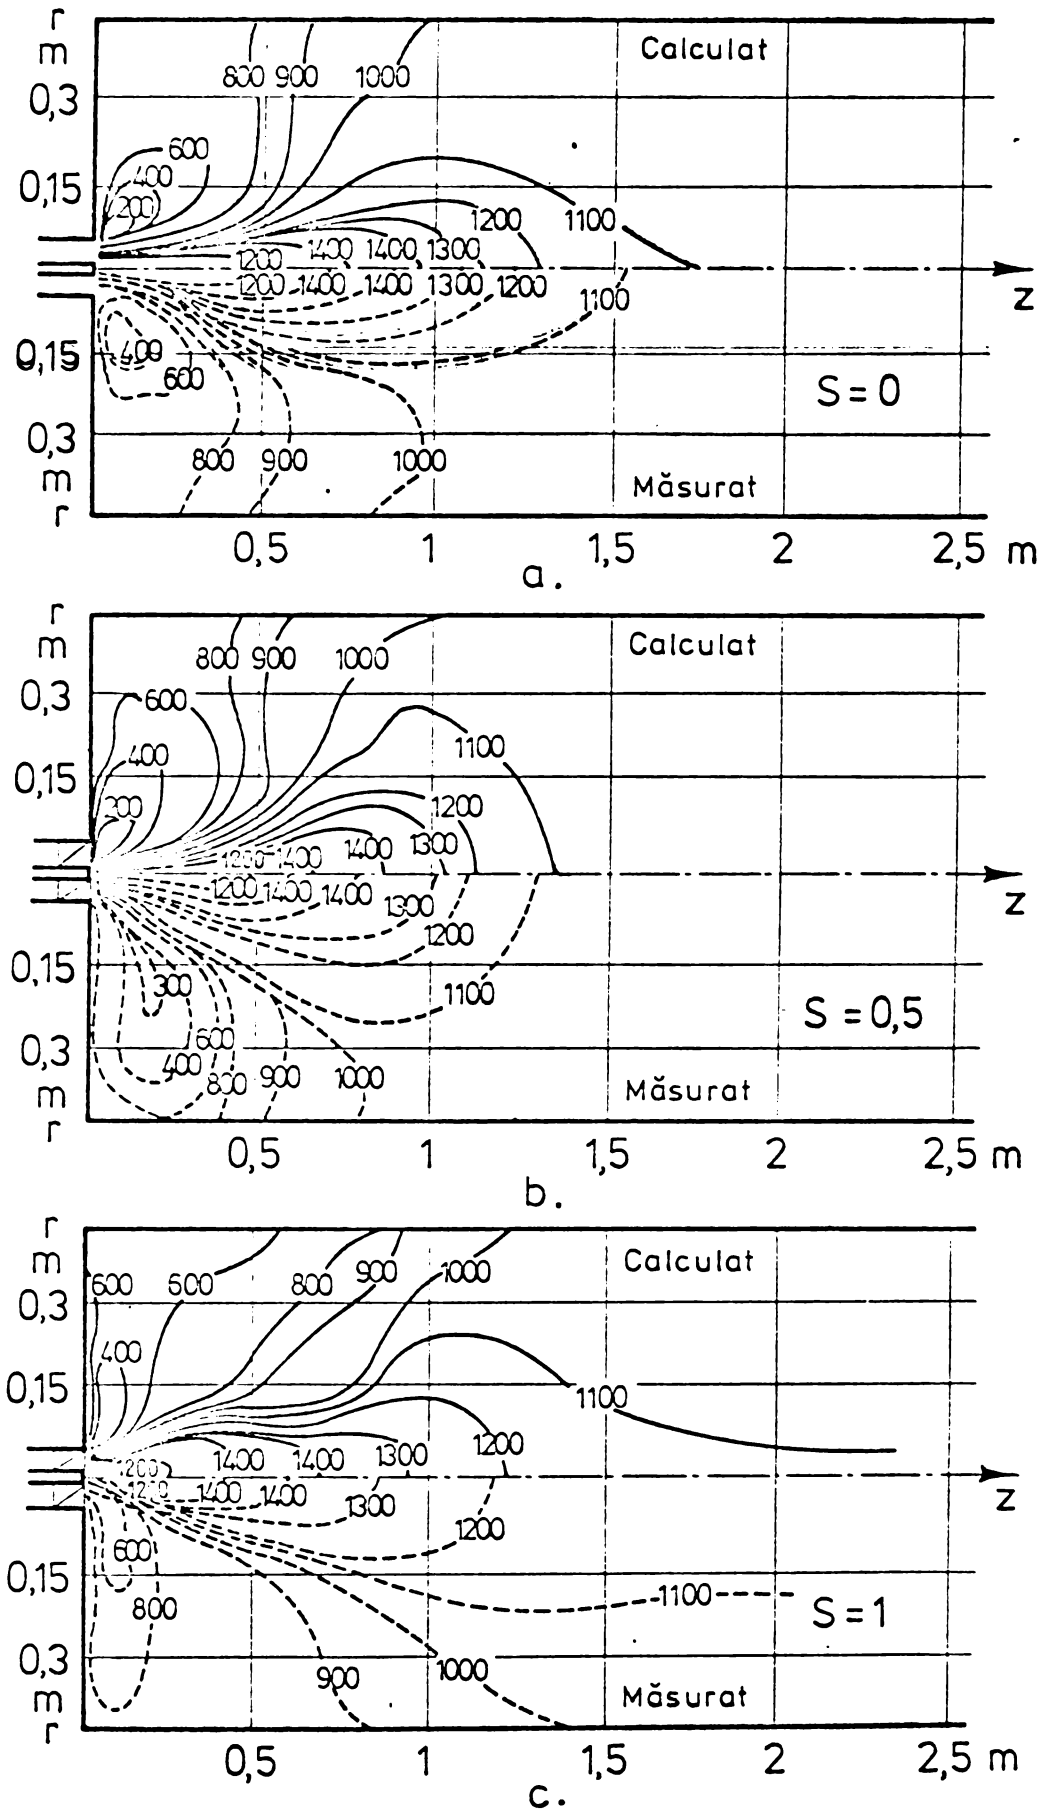 r
m
Calculat
800 900 1000
0,3
600
400
0,15
200
1200 1100
1400 1400 1300
1200
1200 1400 1400 1300 1200
1100
z
0,15
400
600
S = 0
0,3
800 900 1000
m
Măsurat
r
0,5 1 1,5 2 2,5 m
a.
r
m
Calculat
800 900 1000
0,3
600
400
1100
0,15
200
1200
1300
1200 1400 1400
1200 1400 1400
1300
z
1200
0,15
300
1100
S = 0,5
600
0,3
400
800 900 1000
m
Măsurat
r
0,5 1 1,5 2 2,5 m
b.
r
m
Calculat
600 600 800 900 1000
0,3
400
0,15
1100
1200
1400 1400 1300
1200
1200 1400 1400
1300
z
1200
600
0,15
800
1100
S = 1
0,3
900 1000
m
Măsurat
r
0,5 1 1,5 2 2,5 m
c.